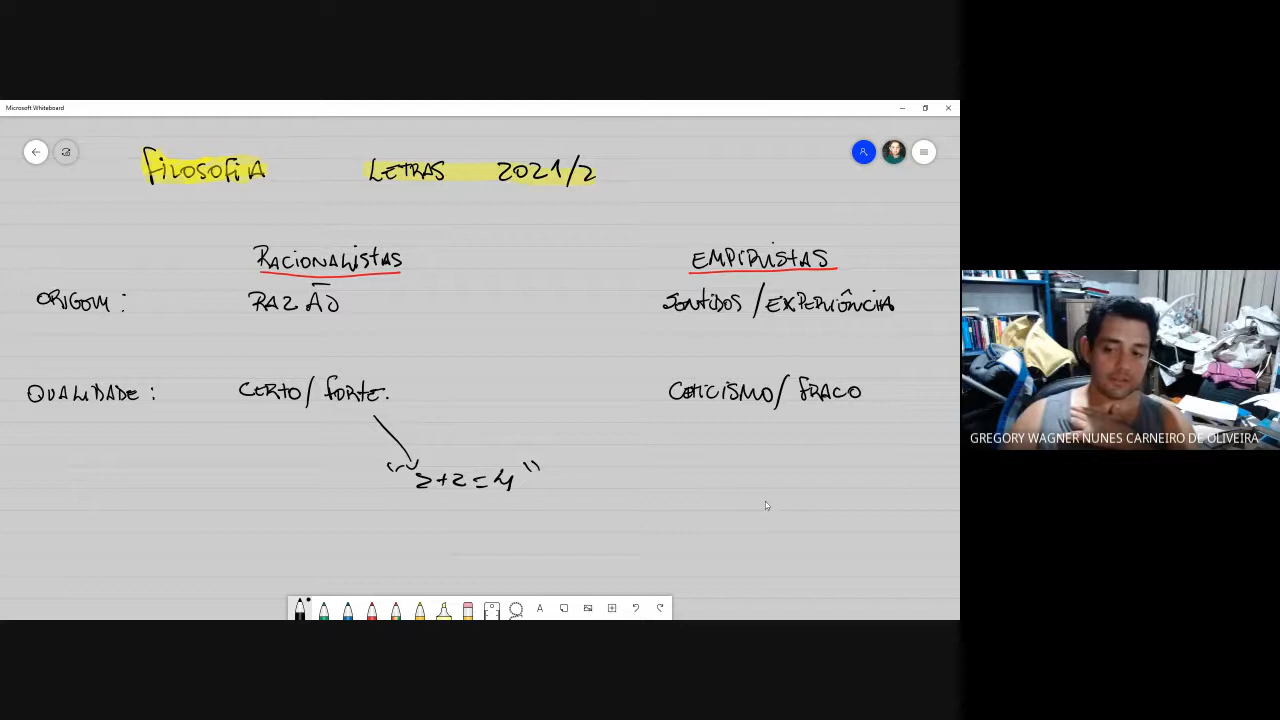 Microsoft Whiteboard
FILOSOFIA LETRAS 2021/2
RACIONALISTAS EMPIRISTAS
ORIGEM: RAZÃO SENTIDOS/EXPERIÊNCIA
QUALIDADE: CERTO/FORTE. CETICISMO/FRACO
"2+2=4"
A
GREGORY WAGNER NUNES CARNEIRO DE OLIVEIRA